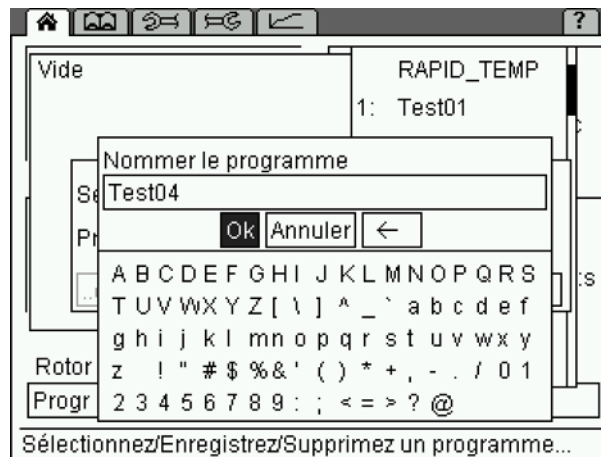 ?
Vide
RAPID_TEMP
1: Test01
Nommer le programme
Test04
Ok Annuler ←
A B C D E F G H I J K L M N O P Q R S
T U V W X Y Z [ \ ] ^ _ ` a b c d e f
g h i j k l m n o p q r s t u v w x y
z ! " # $ % & ' ( ) * + , - . / 0 1
2 3 4 5 6 7 8 9 : ; < = > ? @
Rotor
Progr
Sélectionnez/Enregistrez/Supprimez un programme...